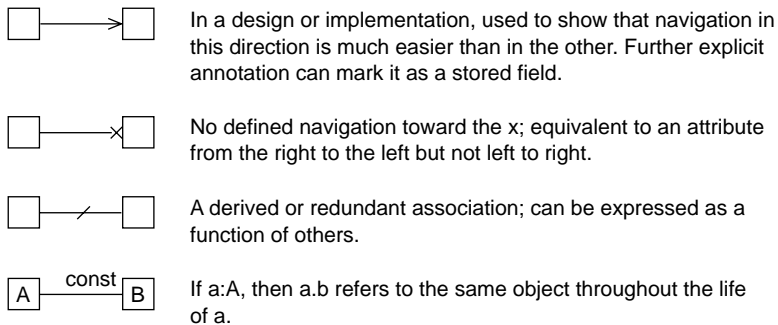 In a design or implementation, used to show that navigation in
this direction is much easier than in the other. Further explicit
annotation can mark it as a stored field.
No defined navigation toward the x; equivalent to an attribute
from the right to the left but not left to right.
A derived or redundant association; can be expressed as a
function of others.
A const B
If a:A, then a.b refers to the same object throughout the life
of a.